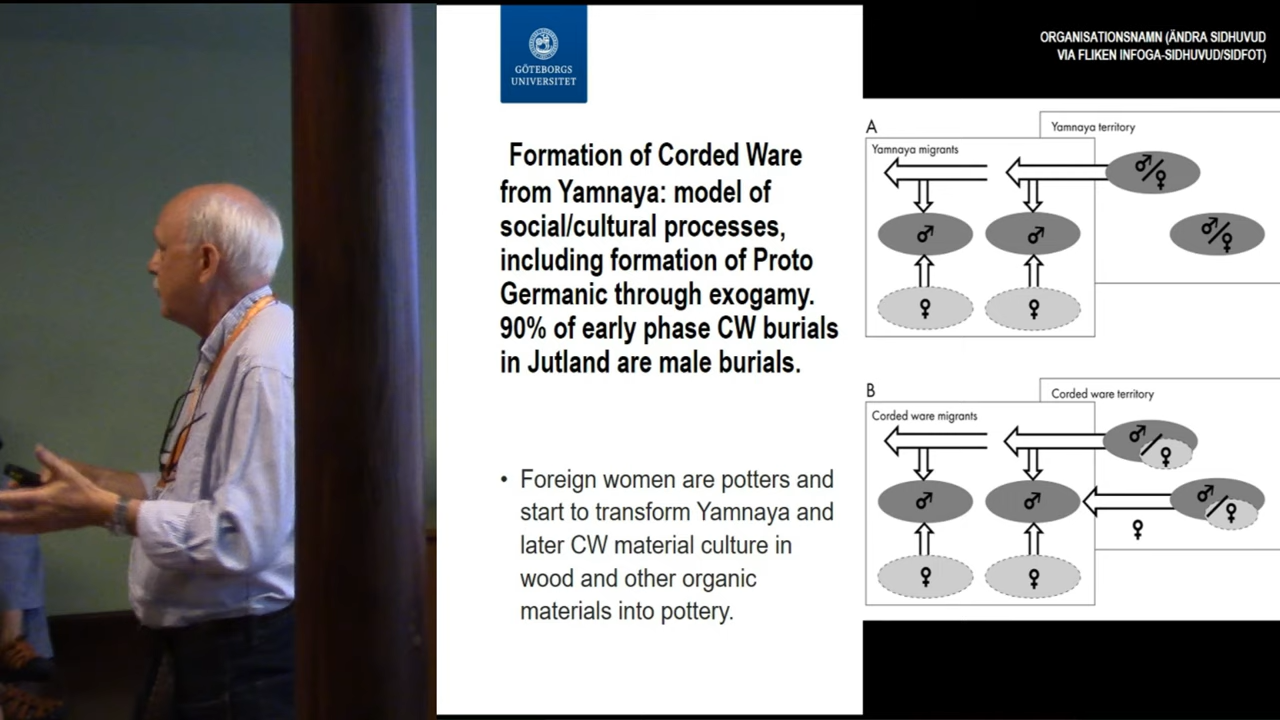 GÖTEBORGS
UNIVERSITET
ORGANISATIONSNAMN (ÄNDRA SIDHUVUD
VIA FLIKEN INFOGA-SIDHUVUD/SIDFOT)
Formation of Corded Ware
from Yamnaya: model of
social/cultural processes,
including formation of Proto
Germanic through exogamy.
90% of early phase CW burials
in Jutland are male burials.
• Foreign women are potters and
start to transform Yamnaya and
later CW material culture in
wood and other organic
materials into pottery.
A
Yamnaya territory
Yamnaya migrants
♂/♀
♂/♀
♂ ♂
♀ ♀
B
Corded ware territory
Corded ware migrants
♂/♀
♂/♀
♂ ♂
♀
♀ ♀